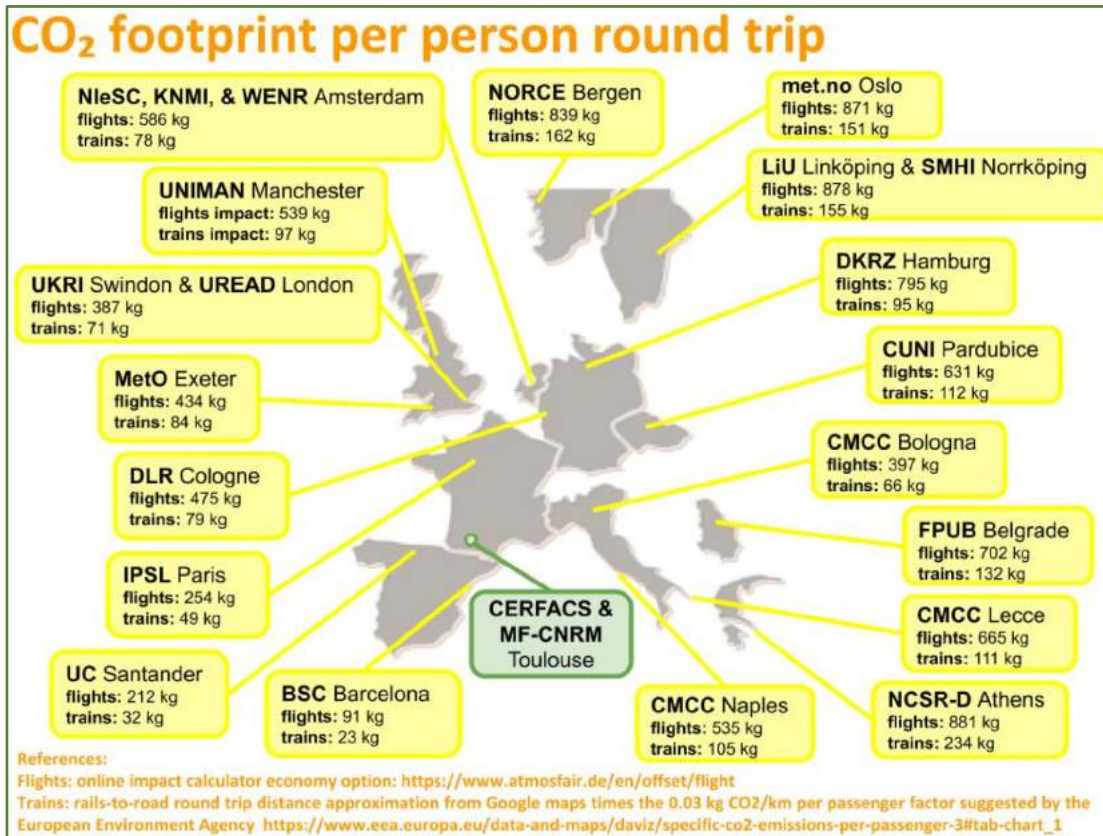 CO₂ footprint per person round trip
NIeSC, KNMI, & WENR Amsterdam
flights: 586 kg
trains: 78 kg
NORCE Bergen
flights: 839 kg
trains: 162 kg
met.no Oslo
flights: 871 kg
trains: 151 kg
UNIMAN Manchester
flights impact: 539 kg
trains impact: 97 kg
LiU Linköping & SMHI Norrköping
flights: 878 kg
trains: 155 kg
UKRI Swindon & UREAD London
flights: 387 kg
trains: 71 kg
DKRZ Hamburg
flights: 795 kg
trains: 95 kg
MetO Exeter
flights: 434 kg
trains: 84 kg
CUNI Pardubice
flights: 631 kg
trains: 112 kg
DLR Cologne
flights: 475 kg
trains: 79 kg
CMCC Bologna
flights: 397 kg
trains: 66 kg
IPSL Paris
flights: 254 kg
trains: 49 kg
FPUB Belgrade
flights: 702 kg
trains: 132 kg
CERFACS &
MF-CNRM
Toulouse
CMCC Lecce
flights: 665 kg
trains: 111 kg
UC Santander
flights: 212 kg
trains: 32 kg
BSC Barcelona
flights: 91 kg
trains: 23 kg
CMCC Naples
flights: 535 kg
trains: 105 kg
NCSR-D Athens
flights: 881 kg
trains: 234 kg
References:
Flights: online impact calculator economy option: https://www.atmosfair.de/en/offset/flight
Trains: rails-to-road round trip distance approximation from Google maps times the 0.03 kg CO2/km per passenger factor suggested by the
European Environment Agency https://www.eea.europa.eu/data-and-maps/daviz/specific-co2-emissions-per-passenger-3#tab-chart_1